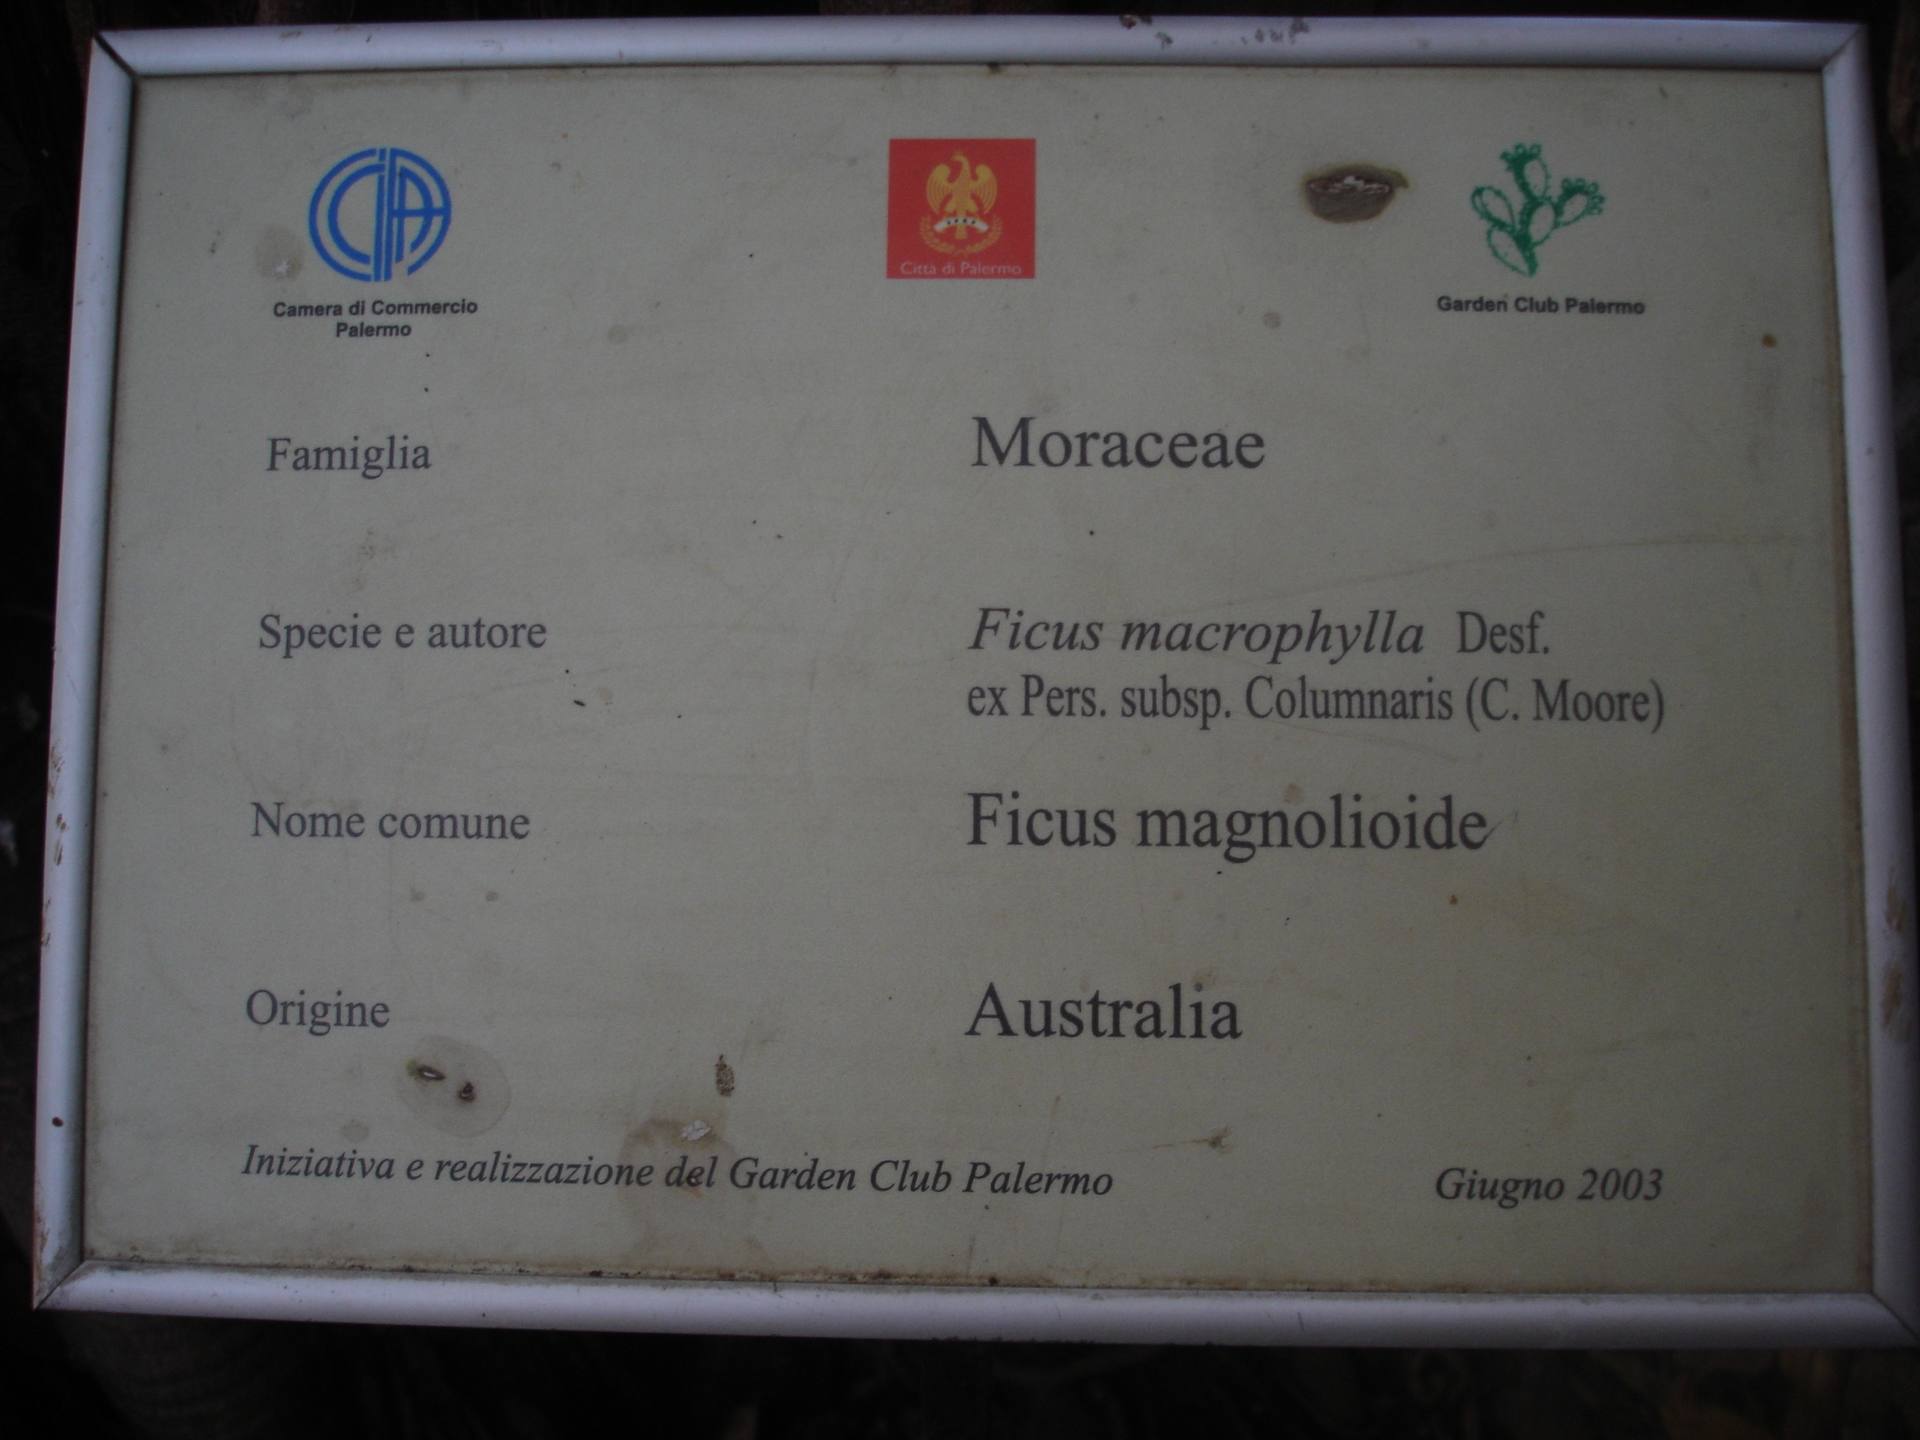 CCIAA
Camera di Commercio
Palermo
Città di Palermo
Garden Club Palermo
Famiglia Moraceae
Specie e autore Ficus macrophylla Desf.
ex Pers. subsp. Columnaris (C. Moore)
Nome comune Ficus magnolioide
Origine Australia
Iniziativa e realizzazione del Garden Club Palermo Giugno 2003